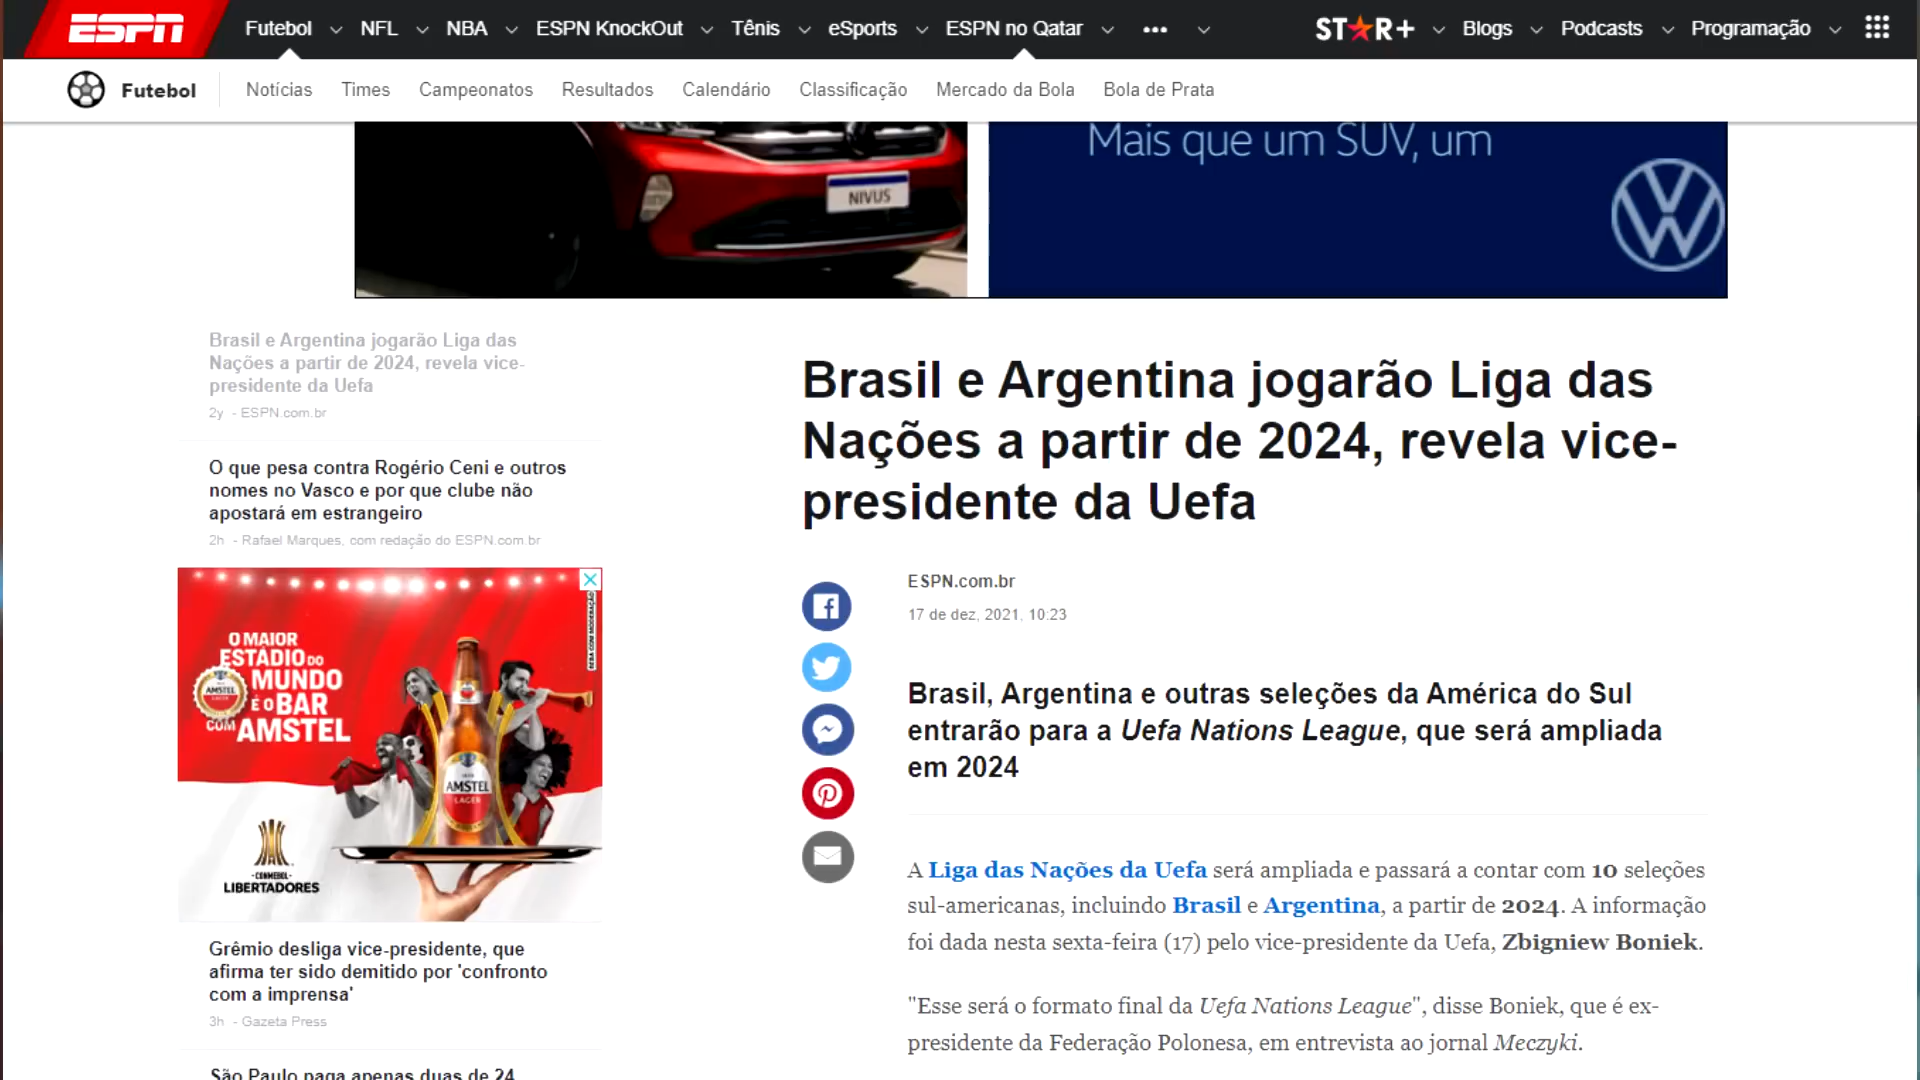 ESPN Futebol NFL NBA ESPN KnockOut Tênis eSports ESPN no Qatar ••• STAR+ Blogs Podcasts Programação
Futebol Notícias Times Campeonatos Resultados Calendário Classificação Mercado da Bola Bola de Prata
Mais que um SUV, um
NIVUS
Brasil e Argentina jogarão Liga das
Nações a partir de 2024, revela vice-
presidente da Uefa
2y - ESPN.com.br
O que pesa contra Rogério Ceni e outros
nomes no Vasco e por que clube não
apostará em estrangeiro
2h - Rafael Marques, com redação do ESPN.com.br
BEBA COM MODERAÇÃO
O MAIOR
ESTÁDIO DO
MUNDO
É O BAR
COM AMSTEL
AMSTEL
AMSTEL
LAGER
CONMEBOL
LIBERTADORES
Grêmio desliga vice-presidente, que
afirma ter sido demitido por 'confronto
com a imprensa'
3h - Gazeta Press
São Paulo paga apenas duas de 24
Brasil e Argentina jogarão Liga das
Nações a partir de 2024, revela vice-
presidente da Uefa
ESPN.com.br
17 de dez, 2021, 10:23
Brasil, Argentina e outras seleções da América do Sul
entrarão para a Uefa Nations League, que será ampliada
em 2024
A Liga das Nações da Uefa será ampliada e passará a contar com 10 seleções
sul-americanas, incluindo Brasil e Argentina, a partir de 2024. A informação
foi dada nesta sexta-feira (17) pelo vice-presidente da Uefa, Zbigniew Boniek.
"Esse será o formato final da Uefa Nations League", disse Boniek, que é ex-
presidente da Federação Polonesa, em entrevista ao jornal Meczyki.